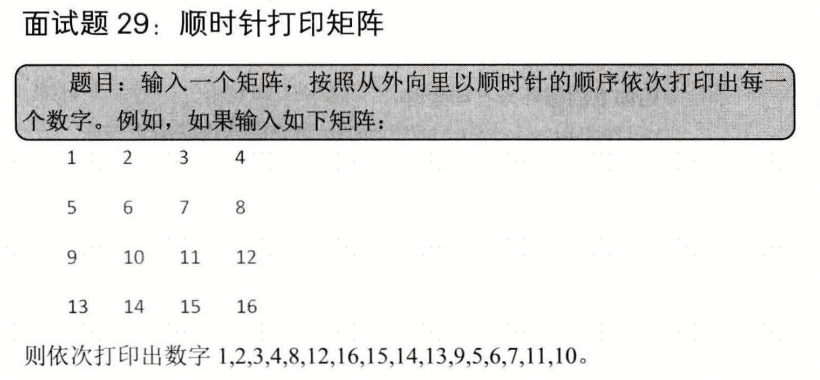 面试题 29：顺时针打印矩阵
题目：输入一个矩阵，按照从外向里以顺时针的顺序依次打印出每一
个数字。例如，如果输入如下矩阵：
1 2 3 4
5 6 7 8
9 10 11 12
13 14 15 16
则依次打印出数字 1,2,3,4,8,12,16,15,14,13,9,5,6,7,11,10。